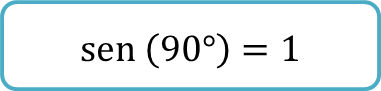 sen (90°) = 1